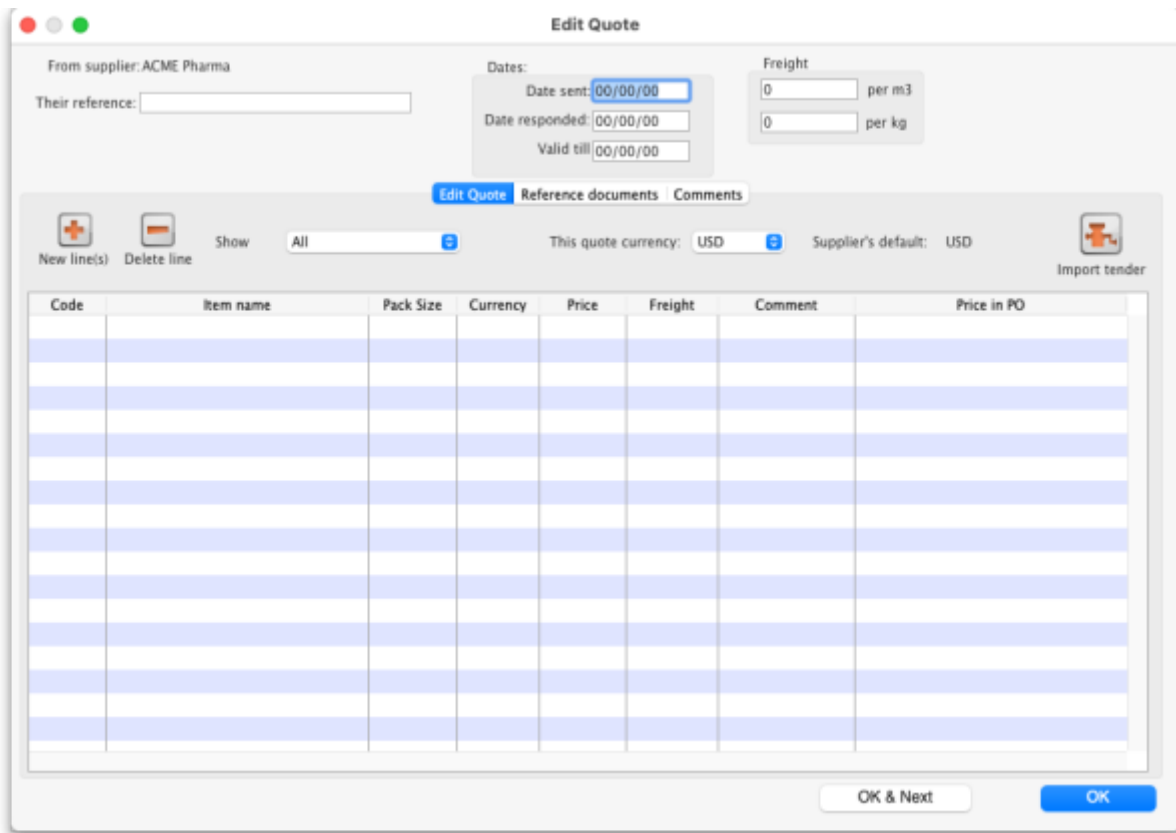 Edit Quote
From supplier: ACME Pharma
Their reference:
Dates:
Date sent: 00/00/00
Date responded: 00/00/00
Valid till 00/00/00
Freight
0 per m3
0 per kg
Edit Quote Reference documents Comments
New line(s) Delete line Show All This quote currency: USD Supplier's default: USD Import tender
Code Item name Pack Size Currency Price Freight Comment Price in PO
OK & Next OK